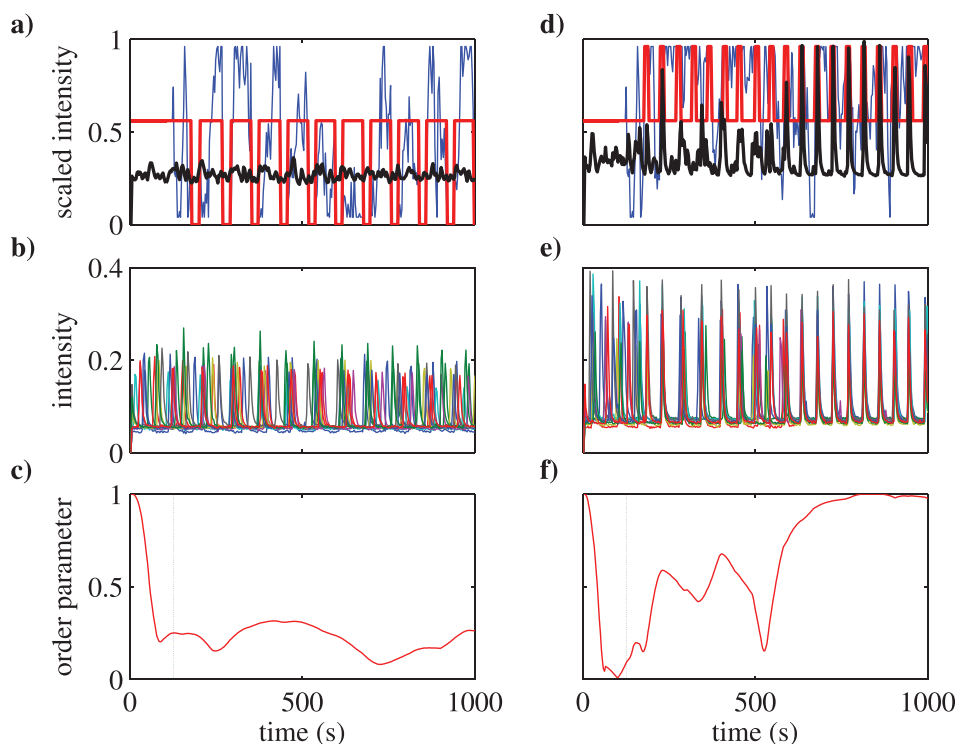 a)
1
0.5
0
scaled intensity
b)
0.4
0.2
0
intensity
c)
1
0.5
0
order parameter
0 500 1000
time (s)
d)
e)
f)
0 500 1000
time (s)